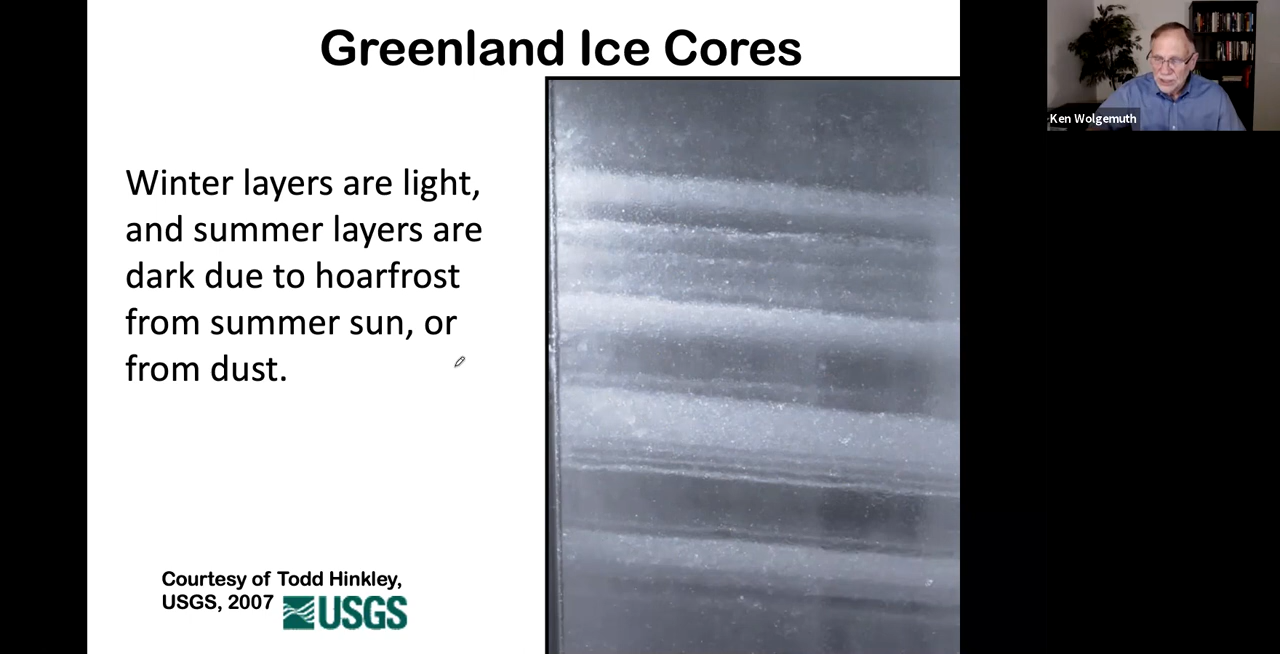 Greenland Ice Cores
Winter layers are light,
and summer layers are
dark due to hoarfrost
from summer sun, or
from dust.
Courtesy of Todd Hinkley,
USGS, 2007
USGS
Ken Wolgemuth